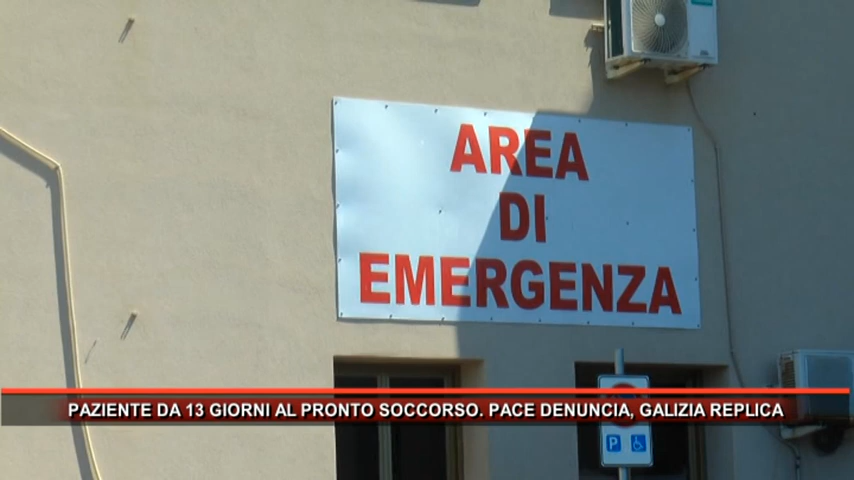 AREA
DI
EMERGENZA
PAZIENTE DA 13 GIORNI AL PRONTO SOCCORSO. PACE DENUNCIA, GALIZIA REPLICA
P